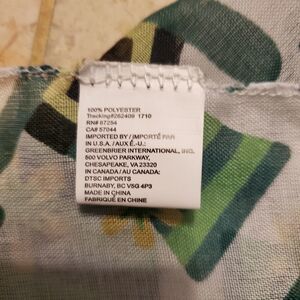 100% POLYESTER
Tracking#262409 1710
RN# 87284
CA# 57044
IMPORTED BY / IMPORTÉ PAR
IN U.S.A. / AUX É.-U.:
GREENBRIER INTERNATIONAL, INC.
500 VOLVO PARKWAY,
CHESAPEAKE, VA 23320
IN CANADA / AU CANADA:
DTSC IMPORTS
BURNABY, BC V5G 4P3
MADE IN CHINA
FABRIQUÉ EN CHINE